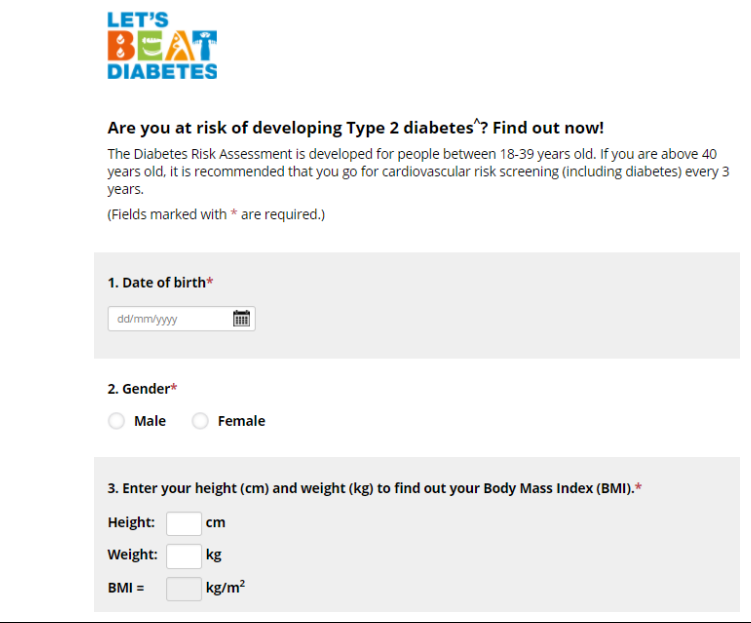 LET'S
BEAT
DIABETES
Are you at risk of developing Type 2 diabetes^? Find out now!
The Diabetes Risk Assessment is developed for people between 18-39 years old. If you are above 40
years old, it is recommended that you go for cardiovascular risk screening (including diabetes) every 3
years.
(Fields marked with * are required.)
1. Date of birth*
dd/mm/yyyy
2. Gender*
Male Female
3. Enter your height (cm) and weight (kg) to find out your Body Mass Index (BMI).*
Height: cm
Weight: kg
BMI = kg/m²